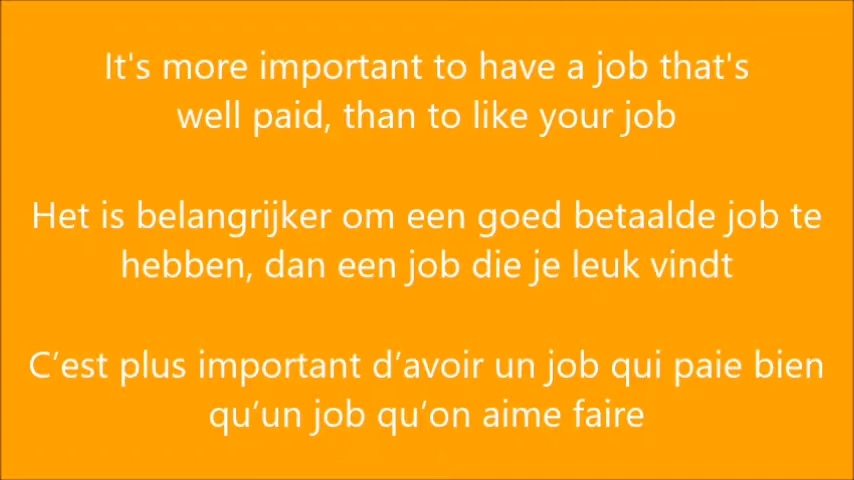 It's more important to have a job that's
well paid, than to like your job
Het is belangrijker om een goed betaalde job te
hebben, dan een job die je leuk vindt
C’est plus important d’avoir un job qui paie bien
qu’un job qu’on aime faire